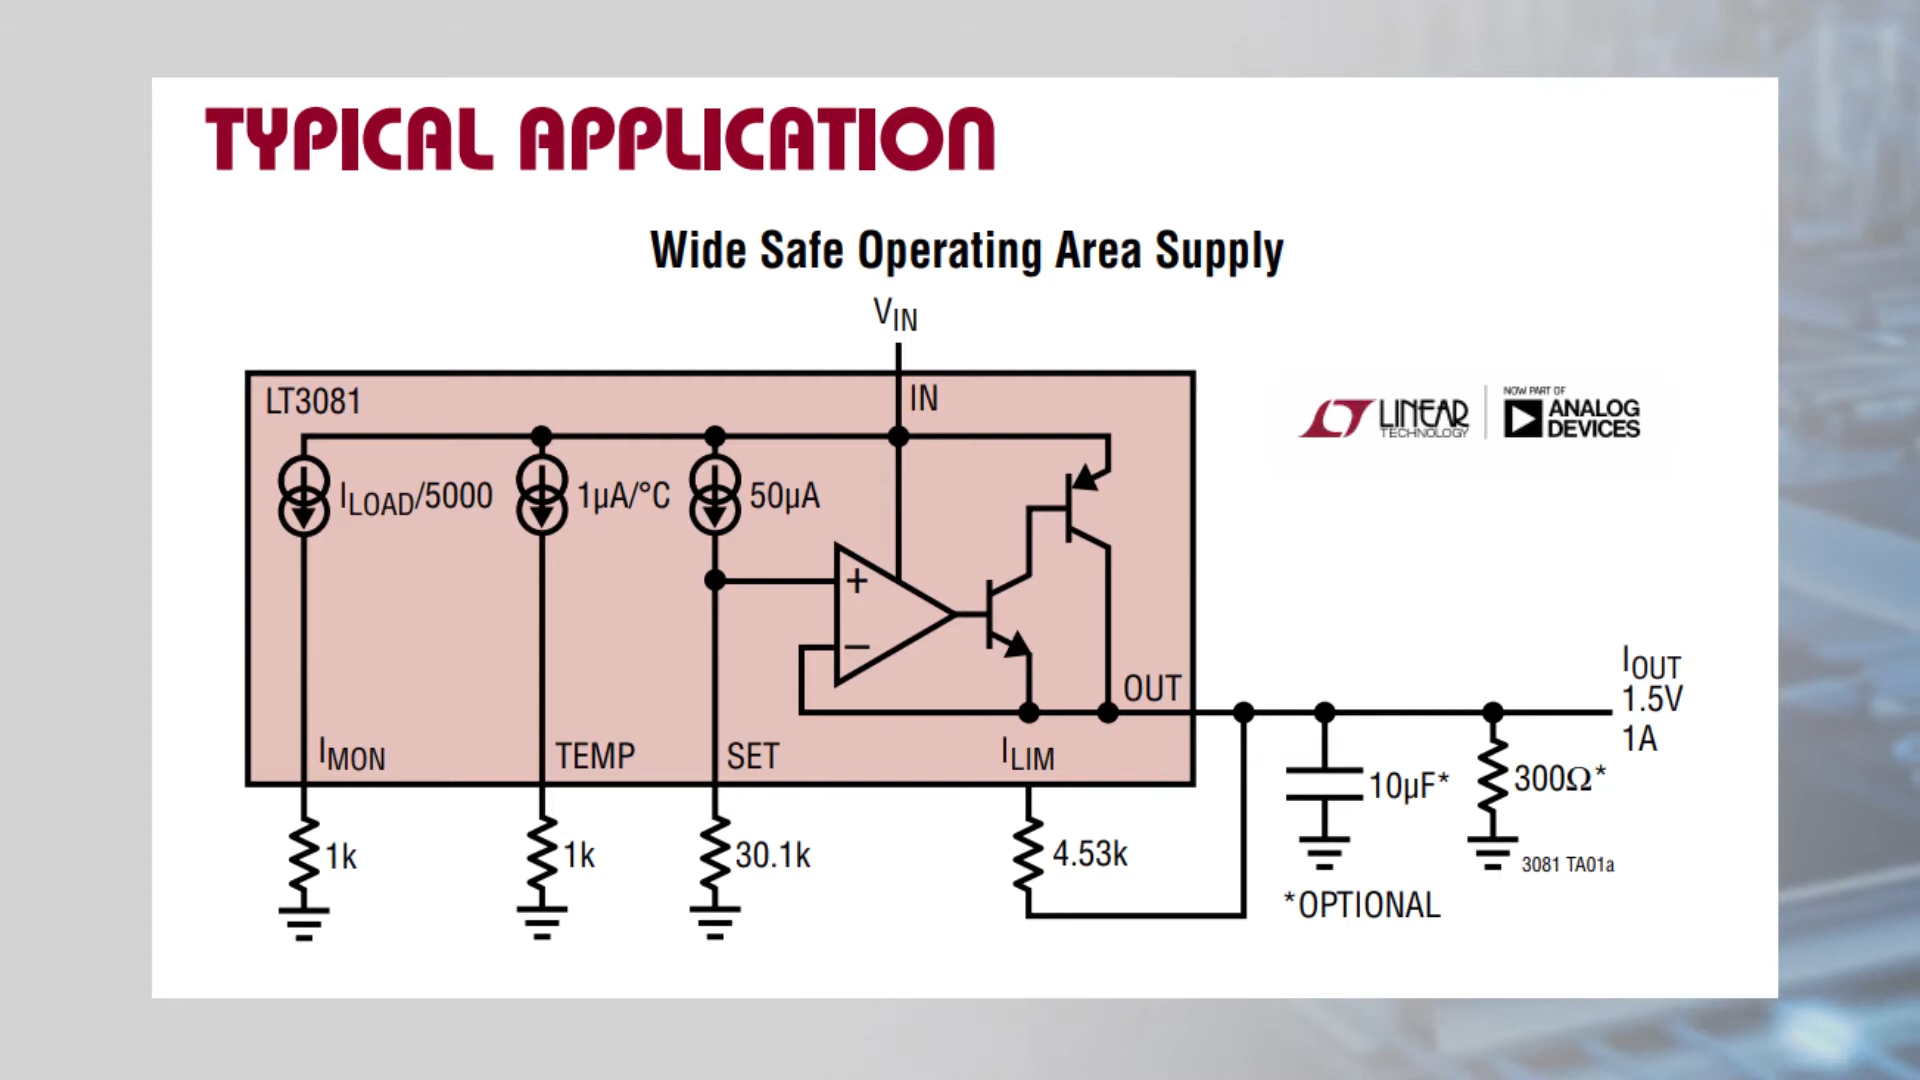 TYPICAL APPLICATION
Wide Safe Operating Area Supply
VIN
LT3081
IN
ILOAD/5000
1µA/°C
50µA
+
−
OUT
IMON
TEMP
SET
ILIM
1k
1k
30.1k
4.53k
10µF*
300Ω*
IOUT
1.5V
1A
3081 TA01a
*OPTIONAL
LINEAR
TECHNOLOGY
NOW PART OF
ANALOG
DEVICES